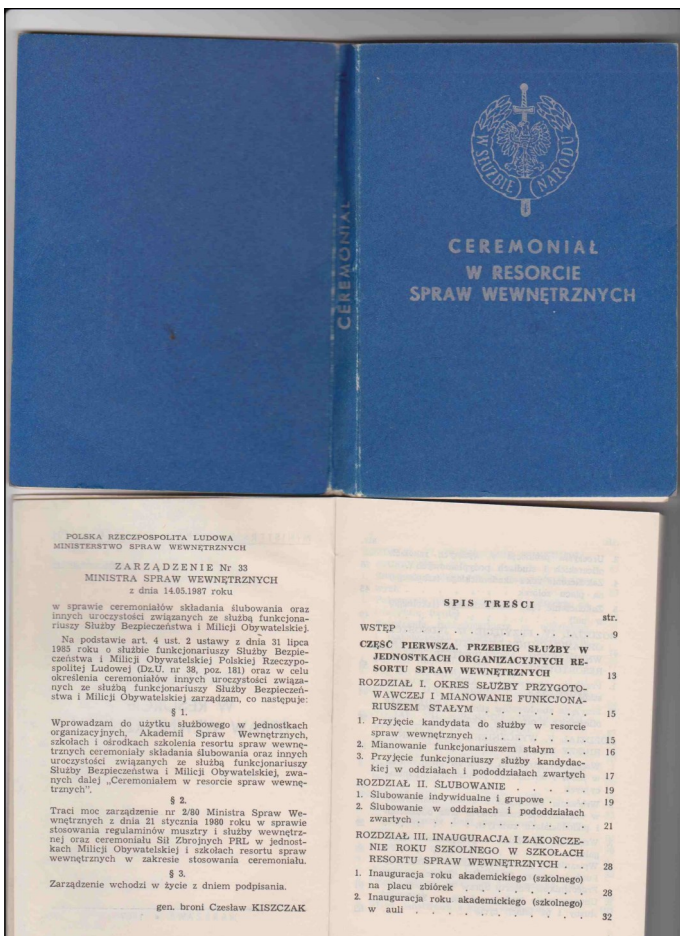 CEREMONIAŁ
W SŁUŻBIE NARODU
CEREMONIAŁ
W RESORCIE
SPRAW WEWNĘTRZNYCH
POLSKA RZECZPOSPOLITA LUDOWA
MINISTERSTWO SPRAW WEWNĘTRZNYCH
ZARZĄDZENIE Nr 33
MINISTRA SPRAW WEWNĘTRZNYCH
z dnia 14.05.1987 roku
w sprawie ceremoniałów składania ślubowania oraz
innych uroczystości związanych ze służbą funkcjona-
riuszy Służby Bezpieczeństwa i Milicji Obywatelskiej.
Na podstawie art. 4 ust. 2 ustawy z dnia 31 lipca
1985 roku o służbie funkcjonariuszy Służby Bezpie-
czeństwa i Milicji Obywatelskiej Polskiej Rzeczypo-
spolitej Ludowej (Dz.U. nr 38, poz. 181) oraz w celu
określenia ceremoniałów innych uroczystości związa-
nych ze służbą funkcjonariuszy Służby Bezpieczeń-
stwa i Milicji Obywatelskiej zarządzam, co następuje:
§ 1.
Wprowadzam do użytku służbowego w jednostkach
organizacyjnych, Akademii Spraw Wewnętrznych,
szkołach i ośrodkach szkolenia resortu spraw wewnę-
trznych ceremoniały składania ślubowania oraz innych
uroczystości związanych ze służbą funkcjonariuszy
Służby Bezpieczeństwa i Milicji Obywatelskiej, zwa-
nych dalej „Ceremoniałem w resorcie spraw wewnę-
trznych".
§ 2.
Traci moc zarządzenie nr 2/80 Ministra Spraw We-
wnętrznych z dnia 21 stycznia 1980 roku w sprawie
stosowania regulaminów musztry i służby wewnętrz-
nej oraz ceremoniału Sił Zbrojnych PRL w jednost-
kach Milicji Obywatelskiej i szkołach resortu spraw
wewnętrznych w zakresie stosowania ceremoniału.
§ 3.
Zarządzenie wchodzi w życie z dniem podpisania.
gen. broni Czesław KISZCZAK
SPIS TREŚCI
str.
WSTĘP . . . . . . . . . . 9
CZĘŚĆ PIERWSZA. PRZEBIEG SŁUŻBY W
JEDNOSTKACH ORGANIZACYJNYCH RE-
SORTU SPRAW WEWNĘTRZNYCH 13
ROZDZIAŁ I. OKRES SŁUŻBY PRZYGOTO-
WAWCZEJ I MIANOWANIE FUNKCJONA-
RIUSZEM STAŁYM . . . . . . . 15
1. Przyjęcie kandydata do służby w resorcie
spraw wewnętrznych . . . . . . 15
2. Mianowanie funkcjonariuszem stałym . . 16
3. Przyjęcie funkcjonariuszy służby kandydac-
kiej w oddziałach i pododdziałach zwartych 17
ROZDZIAŁ II. ŚLUBOWANIE . . . . . 19
1. Ślubowanie indywidualne i grupowe . . . 19
2. Ślubowanie w oddziałach i pododdziałach
zwartych . . . . . . . . . 21
ROZDZIAŁ III. INAUGURACJA I ZAKOŃCZE-
NIE ROKU SZKOLNEGO W SZKOŁACH
RESORTU SPRAW WEWNĘTRZNYCH . . 28
1. Inauguracja roku akademickiego (szkolnego)
na placu zbiórek . . . . . . . 28
2. Inauguracja roku akademickiego (szkolnego)
w auli . . . . . . . . . . 32